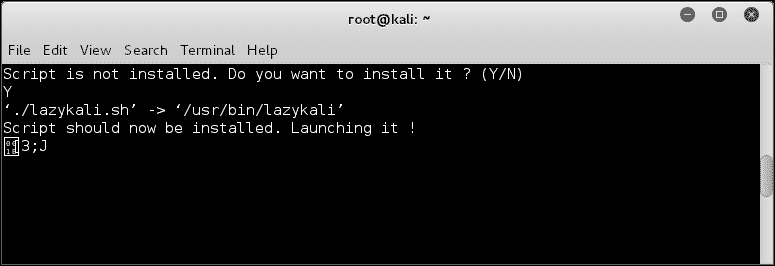 root@kali: ~
File Edit View Search Terminal Help
Script is not installed. Do you want to install it ? (Y/N)
Y
‘./lazykali.sh’ -> ‘/usr/bin/lazykali’
Script should now be installed. Launching it !
[3;J